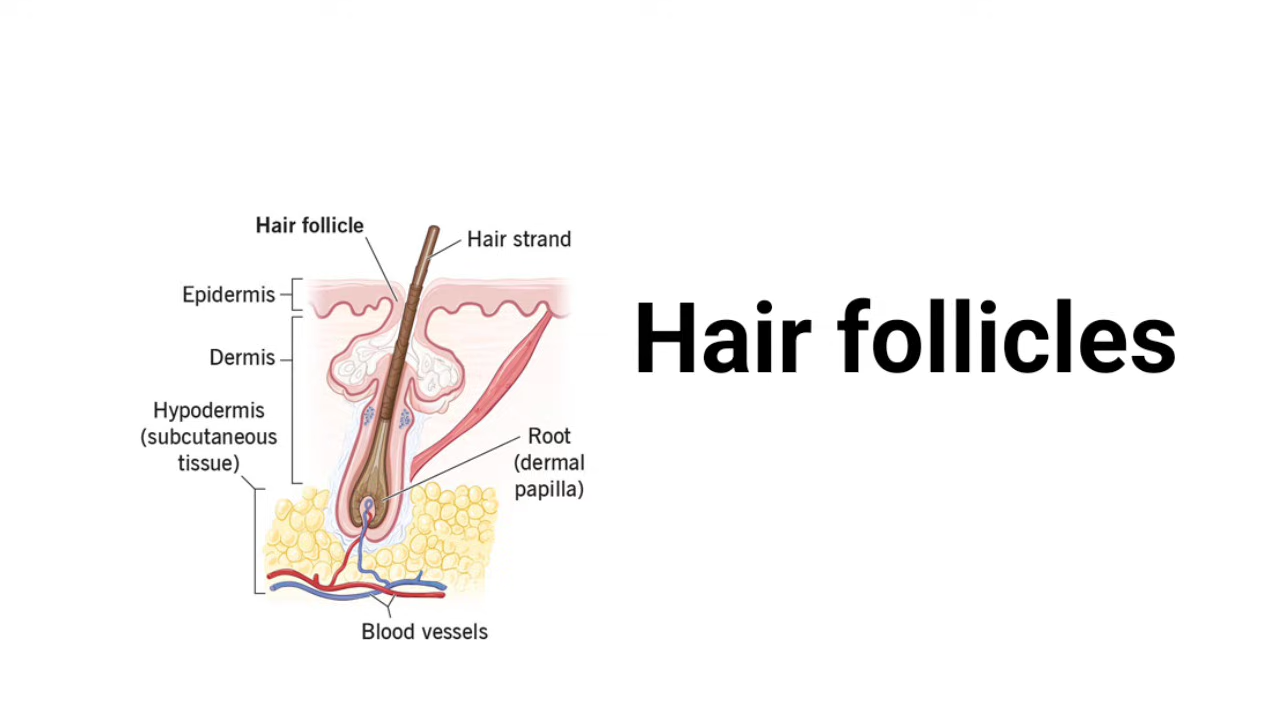 Hair follicle
Hair strand
Epidermis
Dermis
Hypodermis
(subcutaneous
tissue)
Root
(dermal
papilla)
Blood vessels
Hair follicles